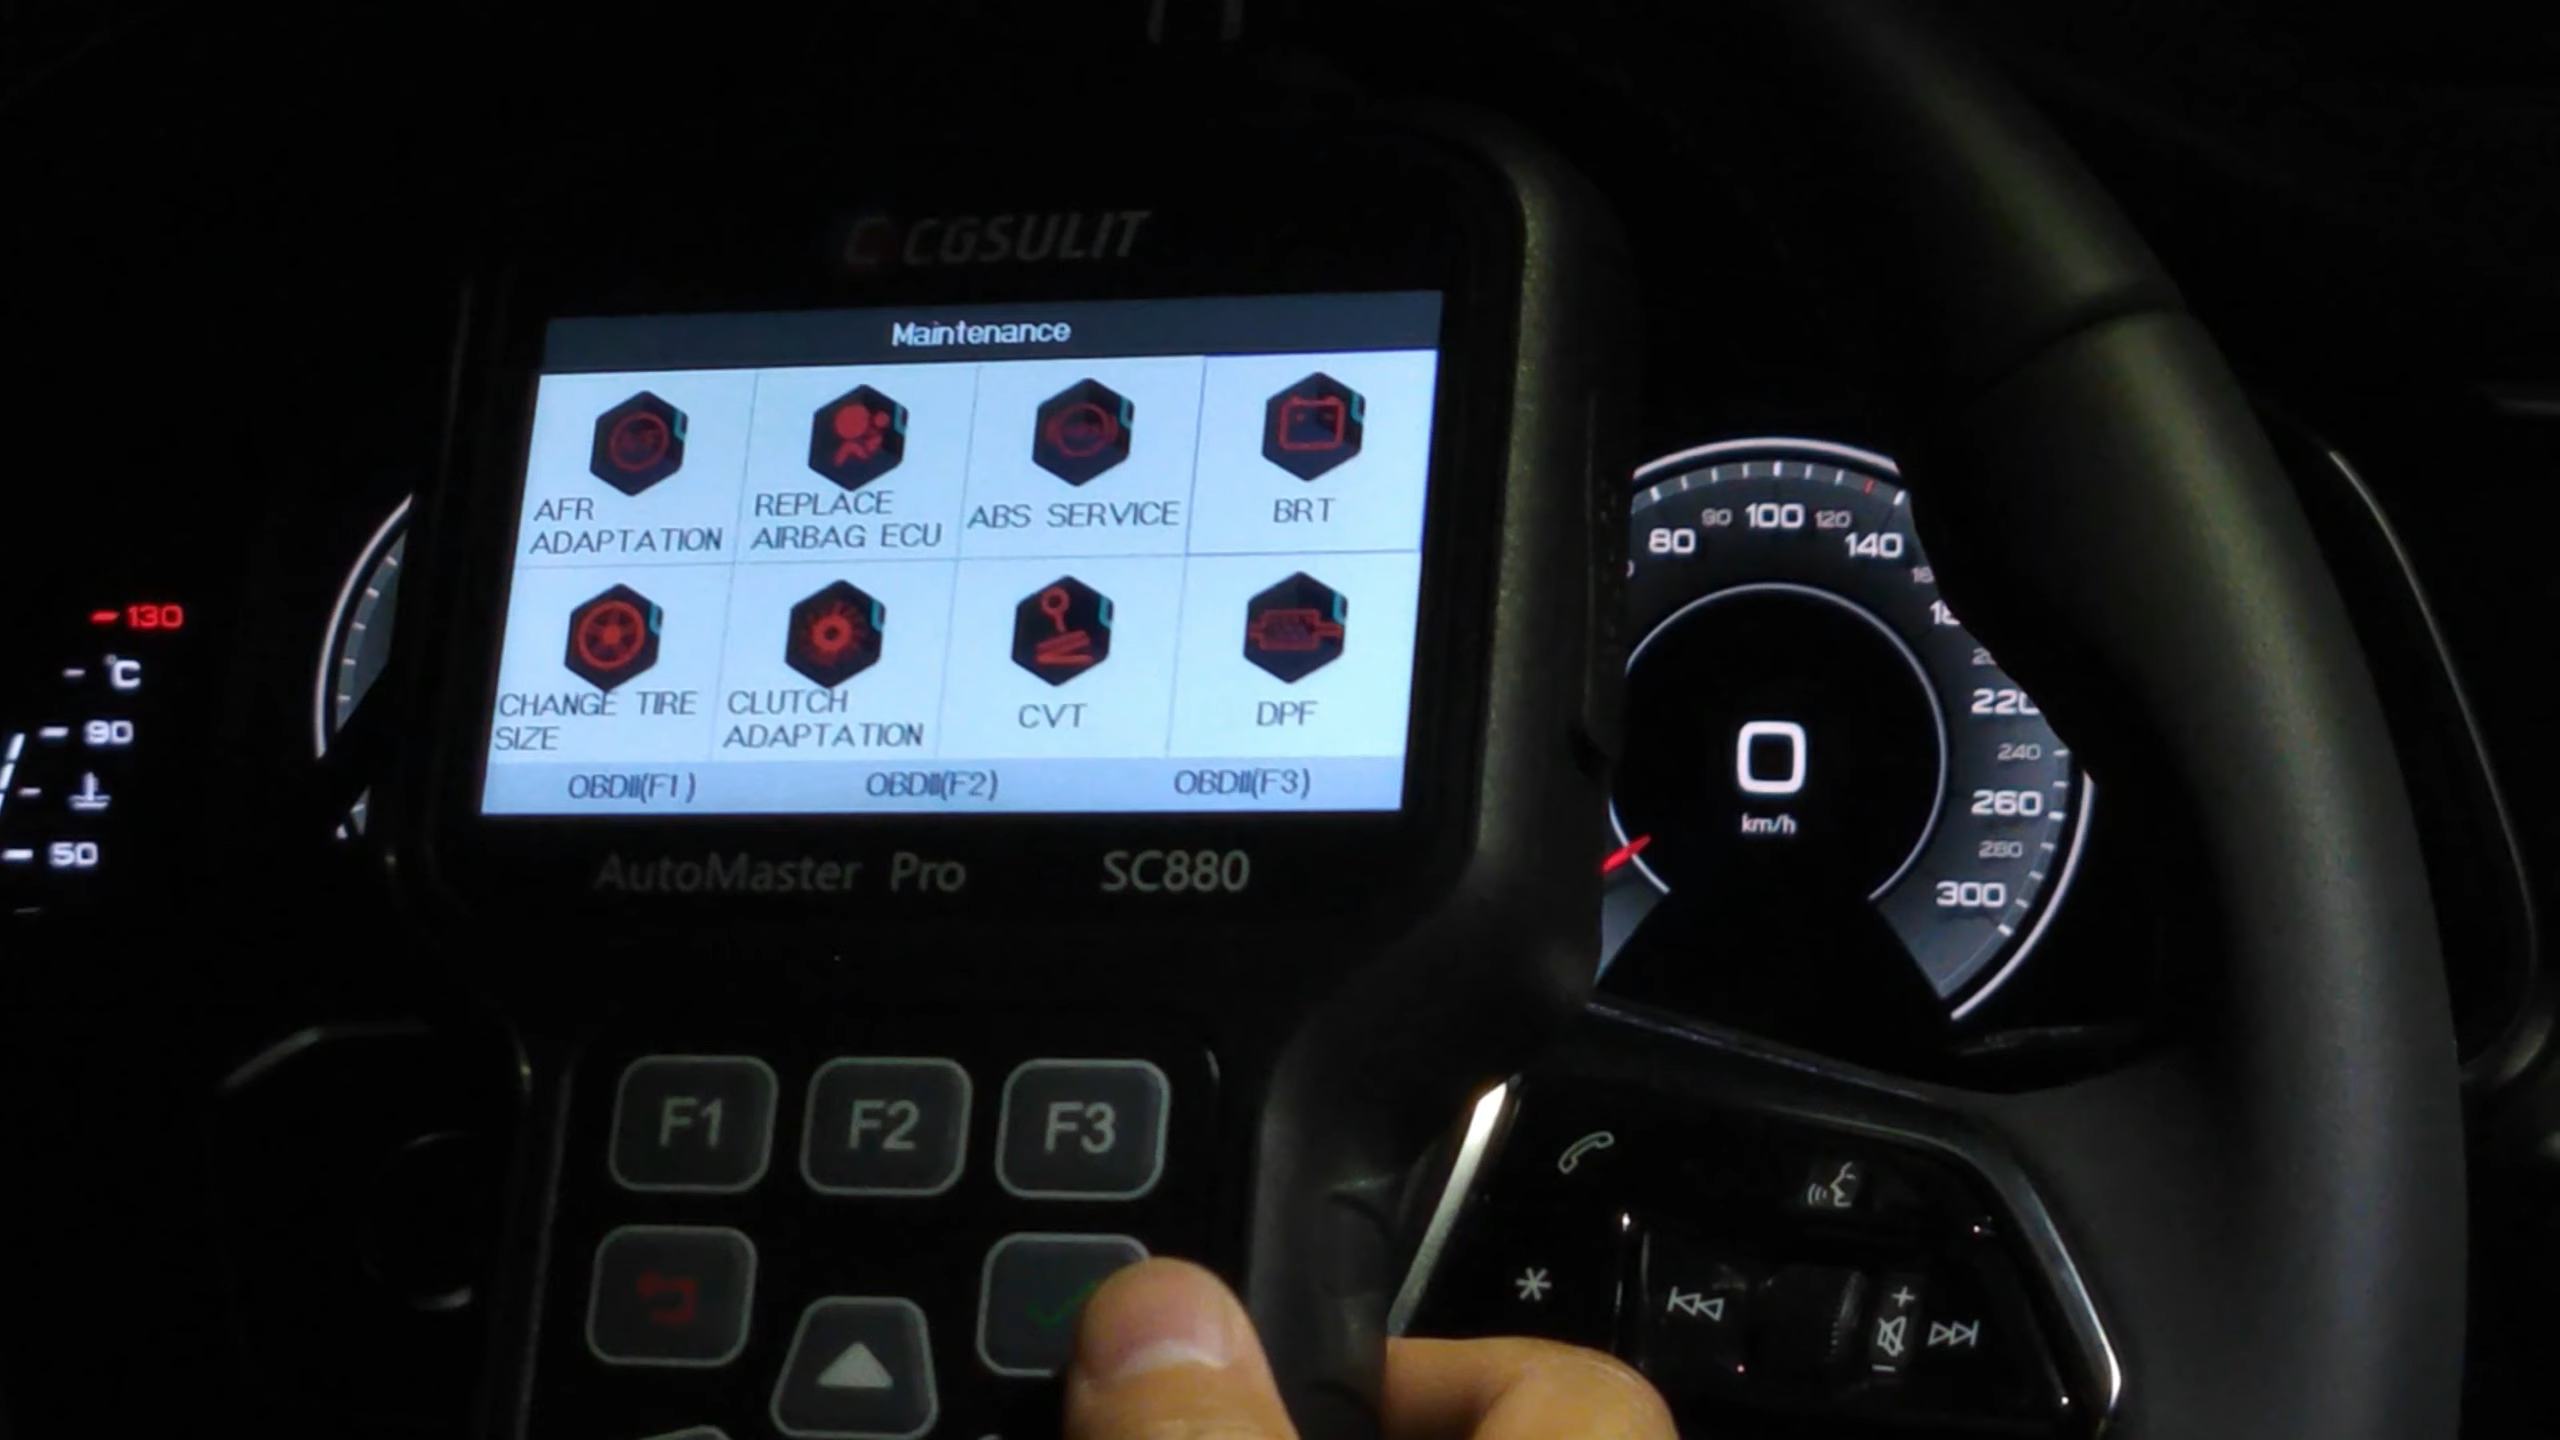 CGSULIT
Maintenance
AFR
ADAPTATION
REPLACE
AIRBAG ECU
ABS SERVICE
BRT
CHANGE TIRE
SIZE
CLUTCH
ADAPTATION
CVT
DPF
OBDII(F1)
OBDII(F2)
OBDII(F3)
AutoMaster Pro
SC880
F1
F2
F3
130
°C
90
50
80
90
100
120
140
220
240
260
280
300
0
km/h